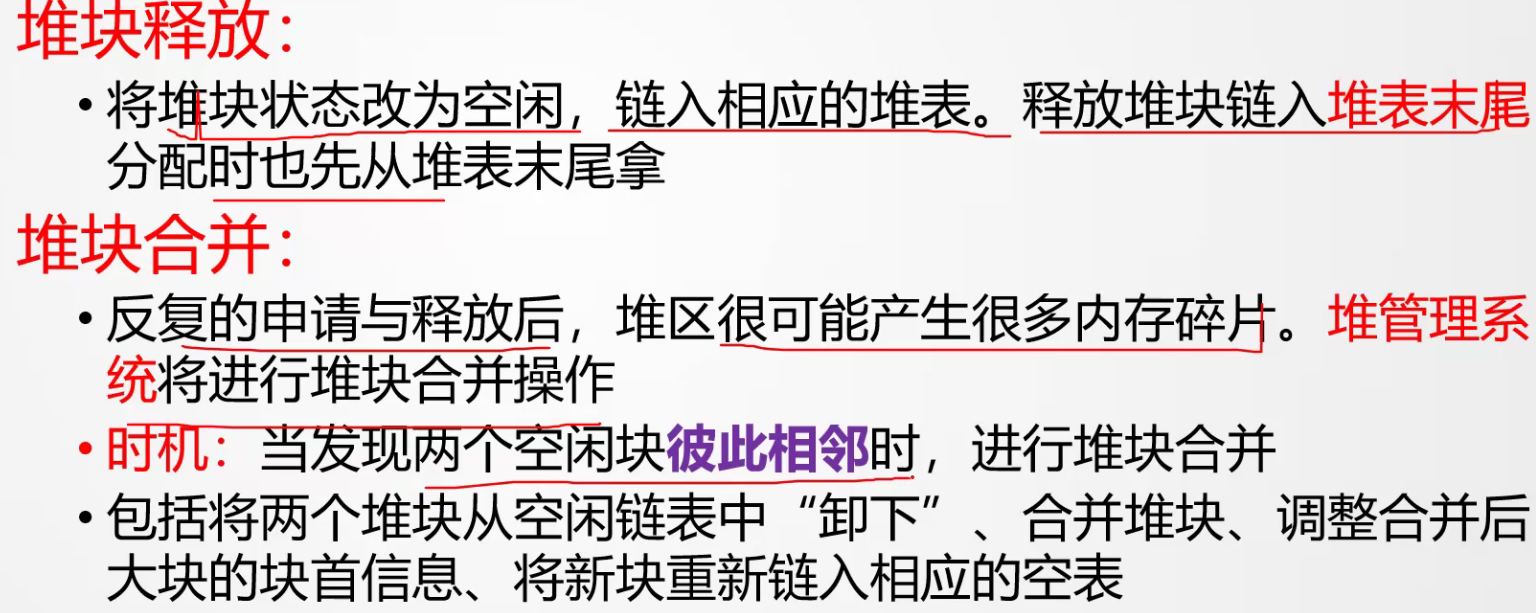 堆块释放：
• 将堆块状态改为空闲，链入相应的堆表。释放堆块链入堆表末尾
分配时也先从堆表末尾拿
堆块合并：
• 反复的申请与释放后，堆区很可能产生很多内存碎片。堆管理系
统将进行堆块合并操作
• 时机：当发现两个空闲块彼此相邻时，进行堆块合并
• 包括将两个堆块从空闲链表中“卸下”、合并堆块、调整合并后
大块的块首信息、将新块重新链入相应的空表